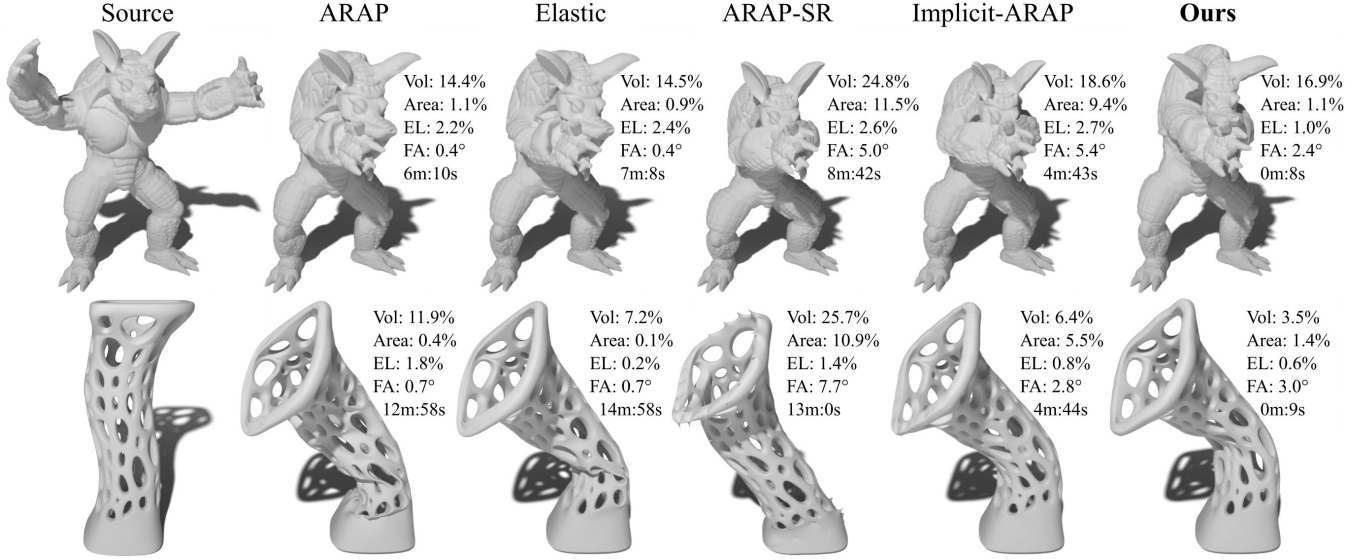 Source ARAP Elastic ARAP-SR Implicit-ARAP Ours
Vol: 14.4%
Area: 1.1%
EL: 2.2%
FA: 0.4°
6m:10s
Vol: 14.5%
Area: 0.9%
EL: 2.4%
FA: 0.4°
7m:8s
Vol: 24.8%
Area: 11.5%
EL: 2.6%
FA: 5.0°
8m:42s
Vol: 18.6%
Area: 9.4%
EL: 2.7%
FA: 5.4°
4m:43s
Vol: 16.9%
Area: 1.1%
EL: 1.0%
FA: 2.4°
0m:8s
Vol: 11.9%
Area: 0.4%
EL: 1.8%
FA: 0.7°
12m:58s
Vol: 7.2%
Area: 0.1%
EL: 0.2%
FA: 0.7°
14m:58s
Vol: 25.7%
Area: 10.9%
EL: 1.4%
FA: 7.7°
13m:0s
Vol: 6.4%
Area: 5.5%
EL: 0.8%
FA: 2.8°
4m:44s
Vol: 3.5%
Area: 1.4%
EL: 0.6%
FA: 3.0°
0m:9s